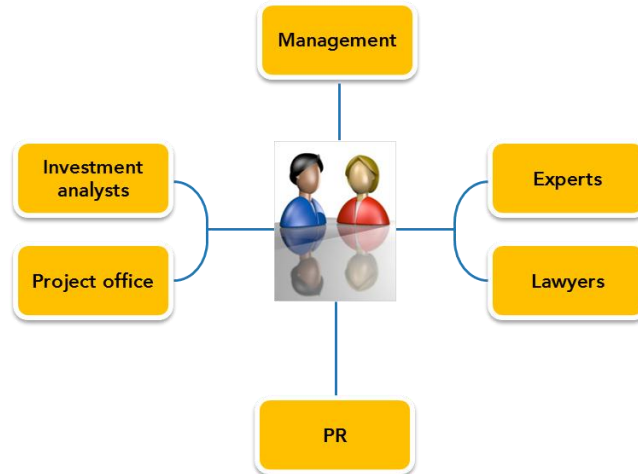 Management
Investment
analysts
Experts
Project office
Lawyers
PR